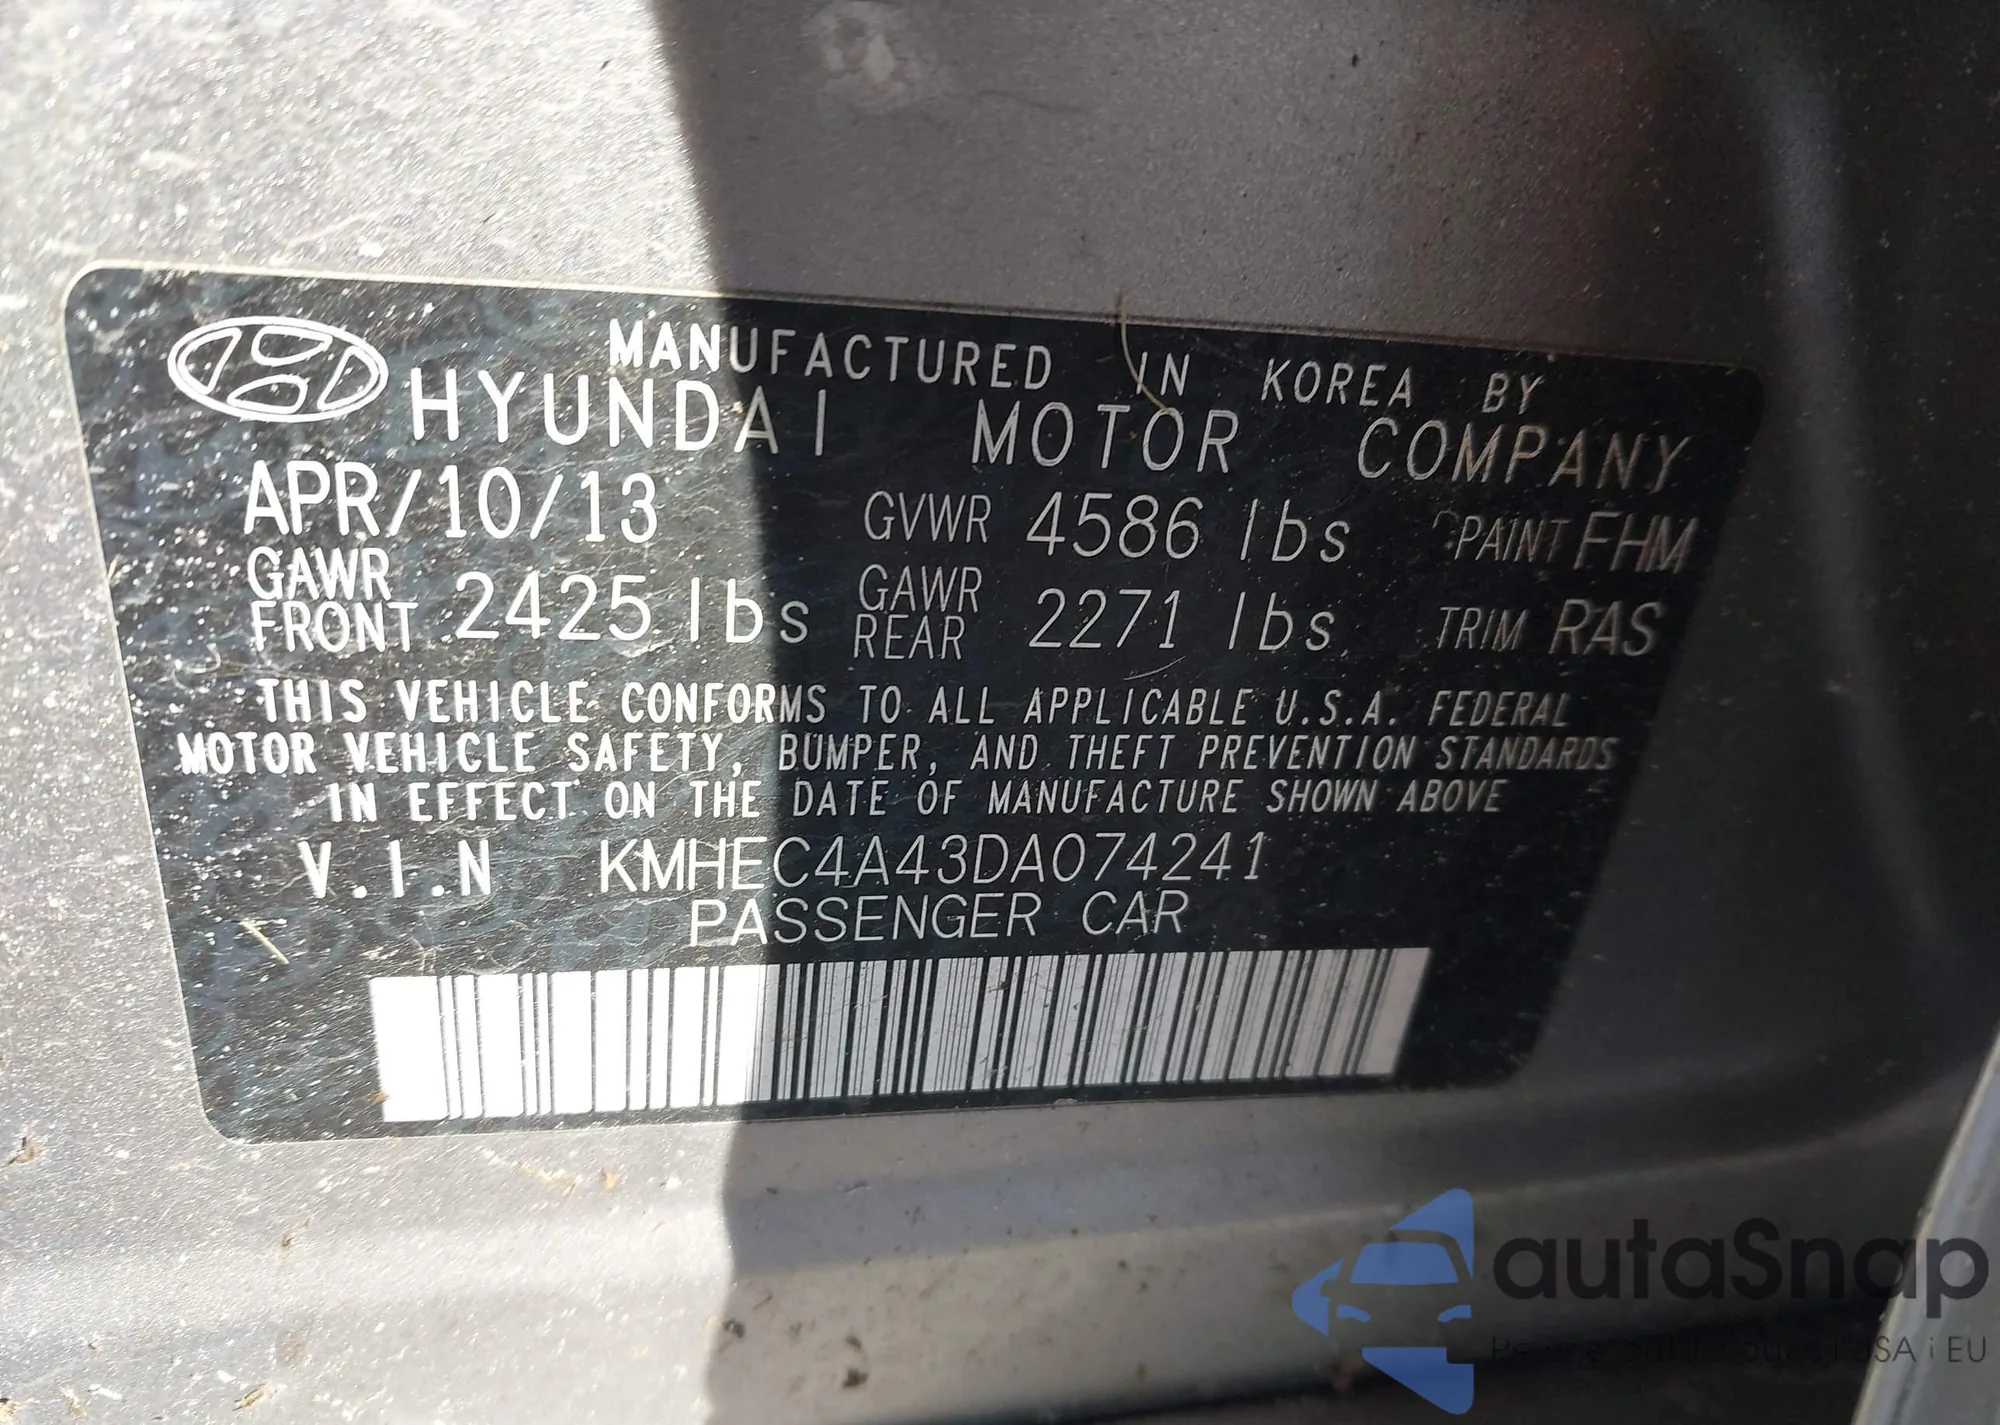 MANUFACTURED IN KOREA BY
HYUNDAI MOTOR COMPANY
APR/10/13 GVWR 4586 lbs PAINT FHM
GAWR FRONT 2425 lbs GAWR REAR 2271 lbs TRIM RAS
THIS VEHICLE CONFORMS TO ALL APPLICABLE U.S.A. FEDERAL
MOTOR VEHICLE SAFETY, BUMPER, AND THEFT PREVENTION STANDARDS
IN EFFECT ON THE DATE OF MANUFACTURE SHOWN ABOVE
V.I.N KMHEC4A43DA074241
PASSENGER CAR
autaSnap
i EU